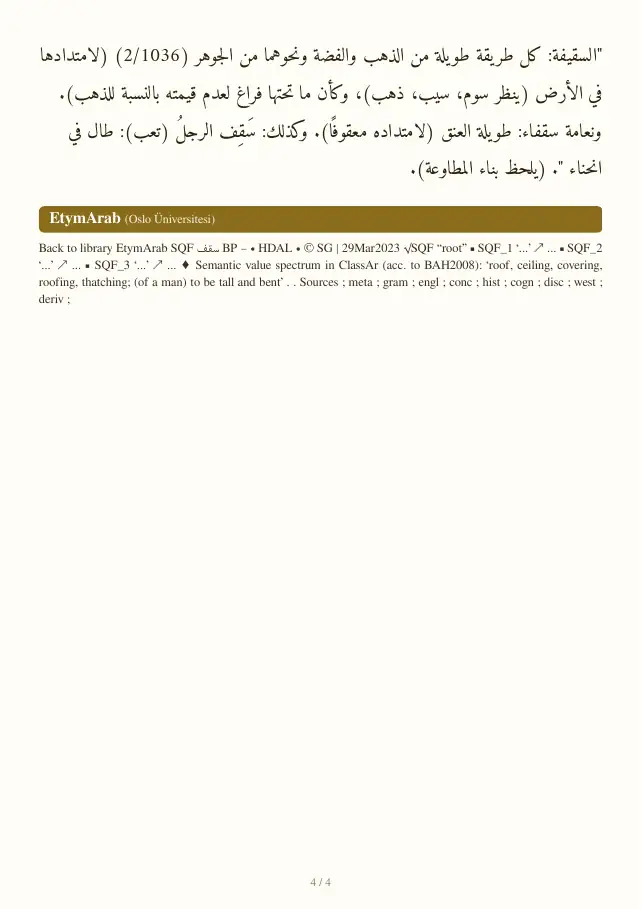 "السقيفة: كل طريقة طويلة من الذهب والفضة ونحوهما من الجوهر (2/1036) (لامتدادها
في الأرض (ينظر سوم، سيب، ذهب)، وكأن ما تحتها فراغ لعدم قيمته بالنسبة للذهب).
ونعامة سقفاء: طويلة العنق (لامتداده معقوفًا). وكذلك: سَقِف الرجلُ (تعب): طال في
انحناء ". (يلحظ بناء المطاوعة).
EtymArab (Oslo Üniversitesi)
Back to library EtymArab SQF سقف BP – • HDAL • © SG | 29Mar2023 √SQF “root” ▪ SQF_1 ‘...’ ↗ ... ▪ SQF_2
‘...’ ↗ ... ▪ SQF_3 ‘...’ ↗ ... ♦ Semantic value spectrum in ClassAr (acc. to BAH2008): ‘roof, ceiling, covering,
roofing, thatching; (of a man) to be tall and bent’ . . Sources ; meta ; gram ; engl ; conc ; hist ; cogn ; disc ; west ;
deriv ;
4 / 4